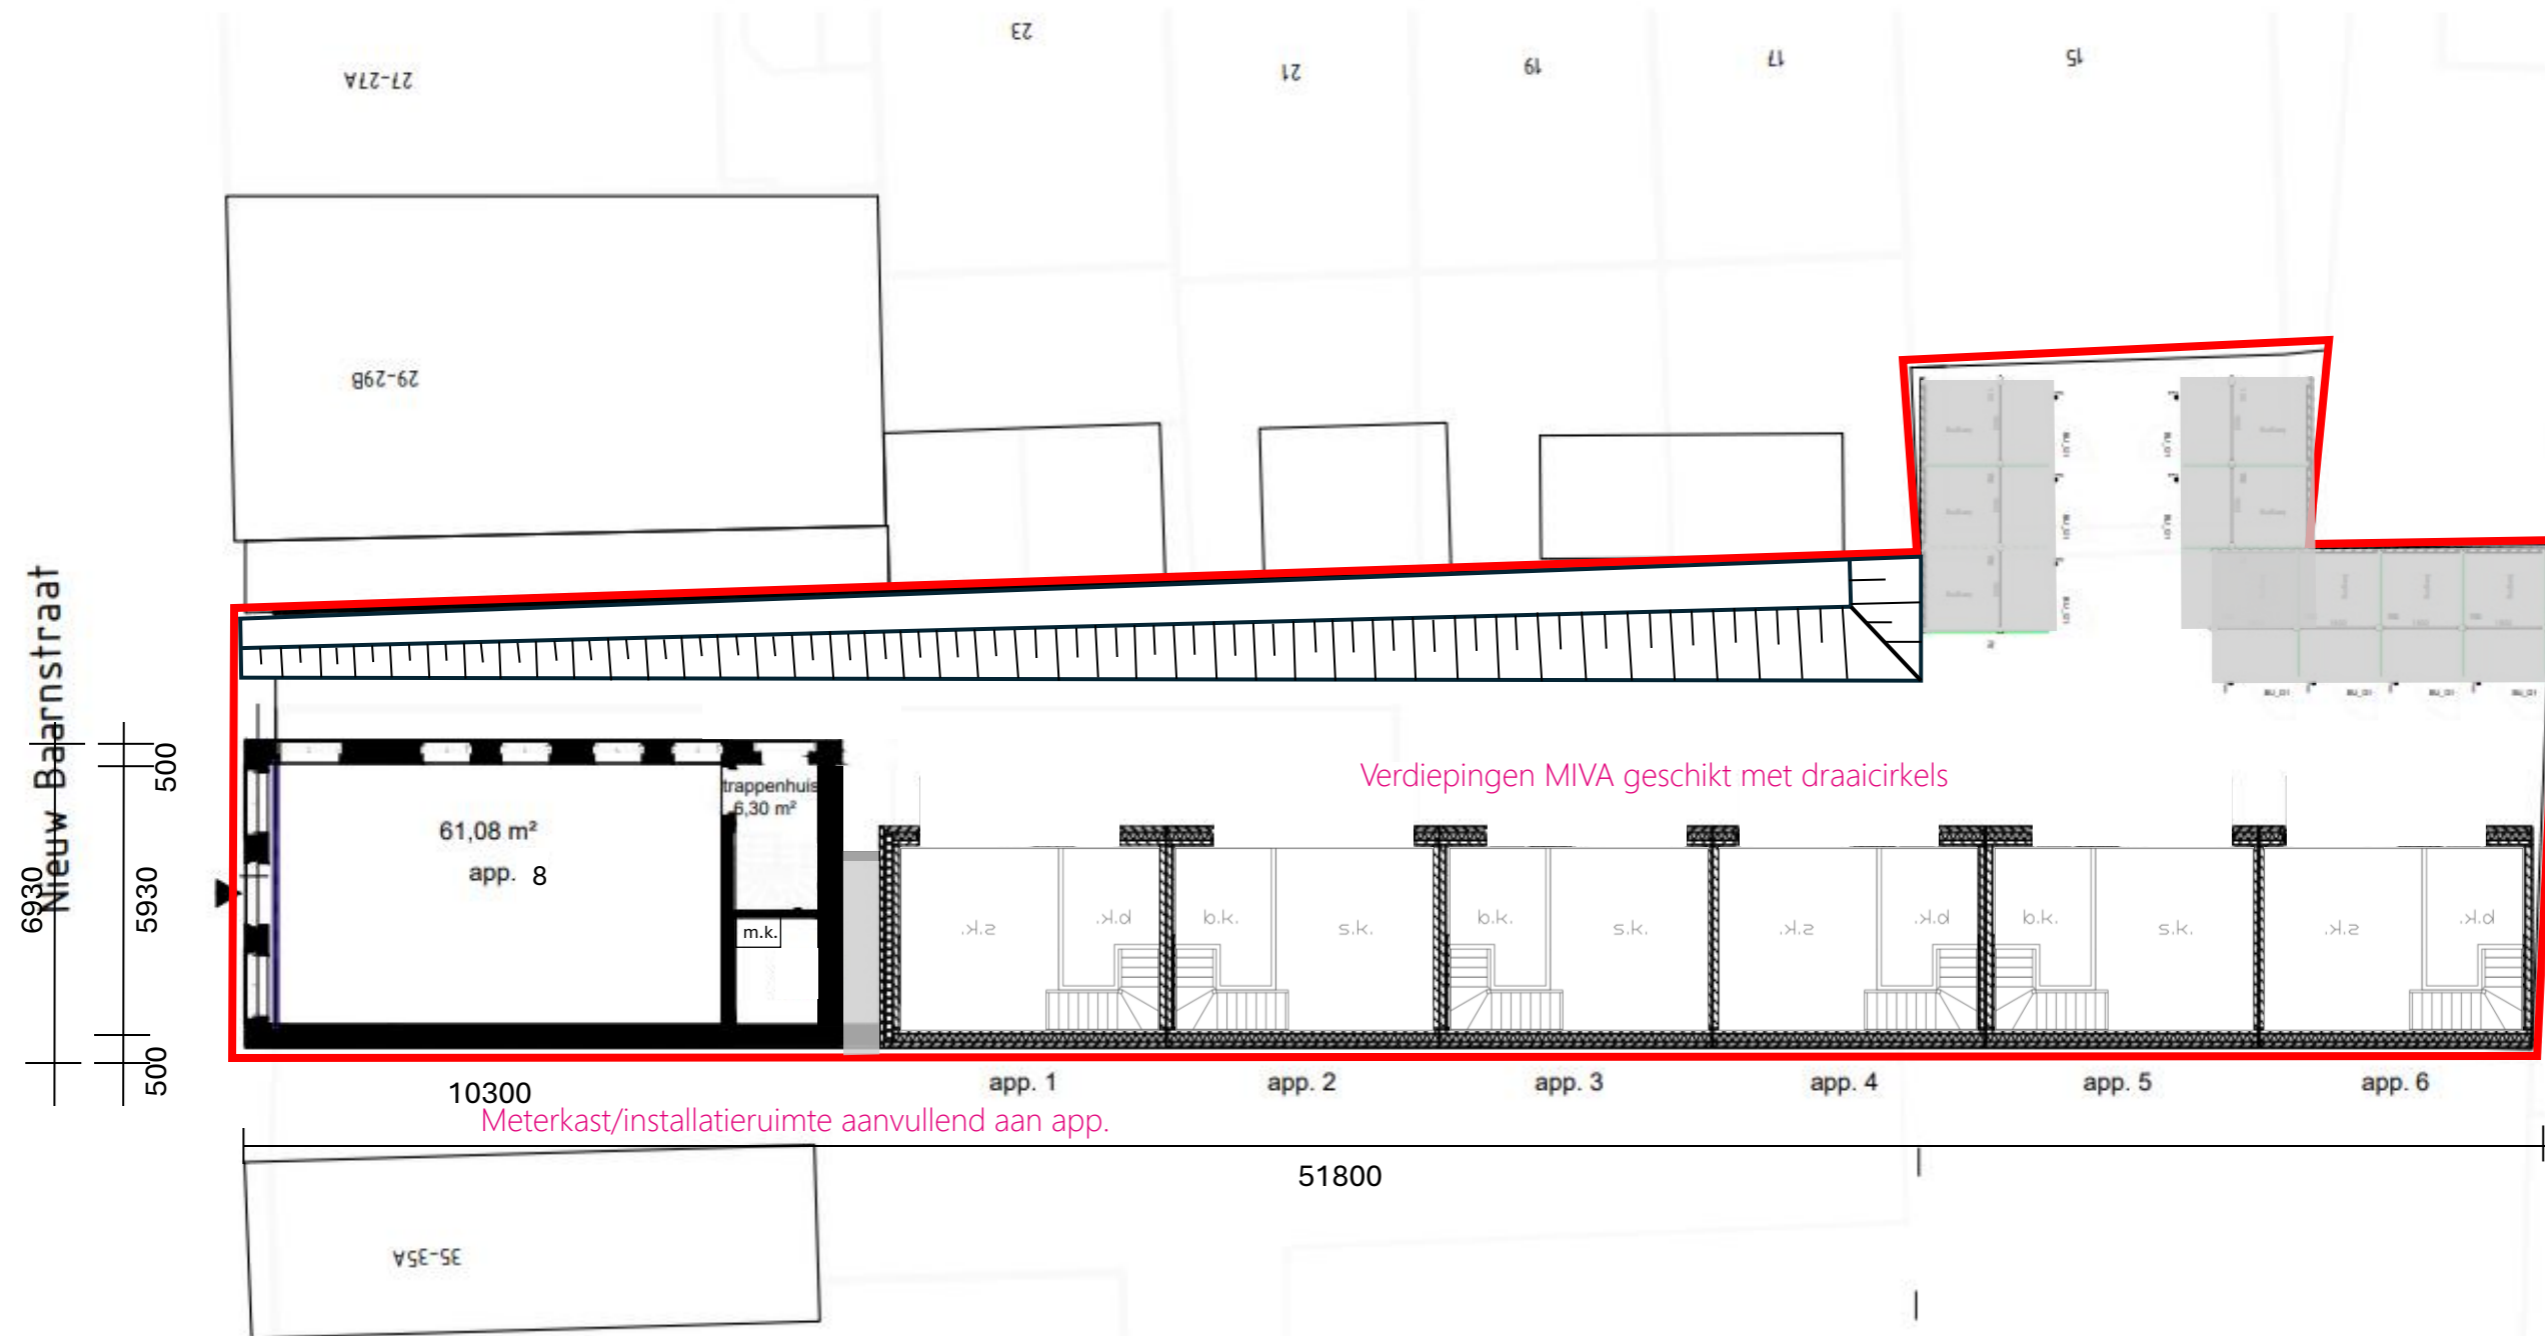 23
27-27A
21
19
17
15
29-29B
Nieuw Baarnstraat
500
Verdiepingen MIVA geschikt met draaicirkels
trappenhuis
6,30 m²
61,08 m²
app. 8
6930
5930
m.k.
s.k.
b.k.
b.k.
s.k.
b.k.
s.k.
s.k.
b.k.
b.k.
s.k.
s.k.
b.k.
500
10300
app. 1
app. 2
app. 3
app. 4
app. 5
app. 6
Meterkast/installatieruimte aanvullend aan app.
51800
35-35A